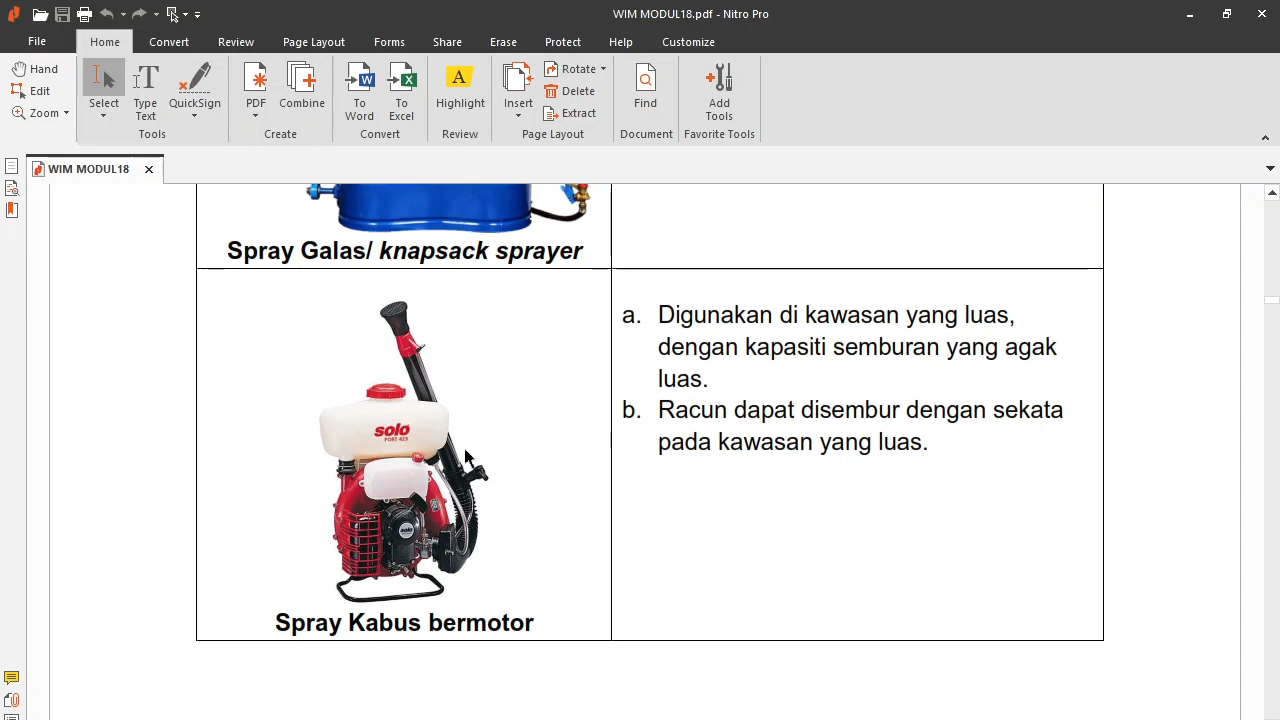 WIM MODUL18.pdf - Nitro Pro
File Home Convert Review Page Layout Forms Share Erase Protect Help Customize
Hand
Edit
Zoom
Select
Type Text
QuickSign
Tools
PDF
Combine
Create
To Word
To Excel
Convert
Highlight
Review
Insert
Rotate
Delete
Extract
Page Layout
Find
Document
Add Tools
Favorite Tools
WIM MODUL18
Spray Galas/ knapsack sprayer
solo
PORT 423
solo
Spray Kabus bermotor
a. Digunakan di kawasan yang luas,
dengan kapasiti semburan yang agak
luas.
b. Racun dapat disembur dengan sekata
pada kawasan yang luas.